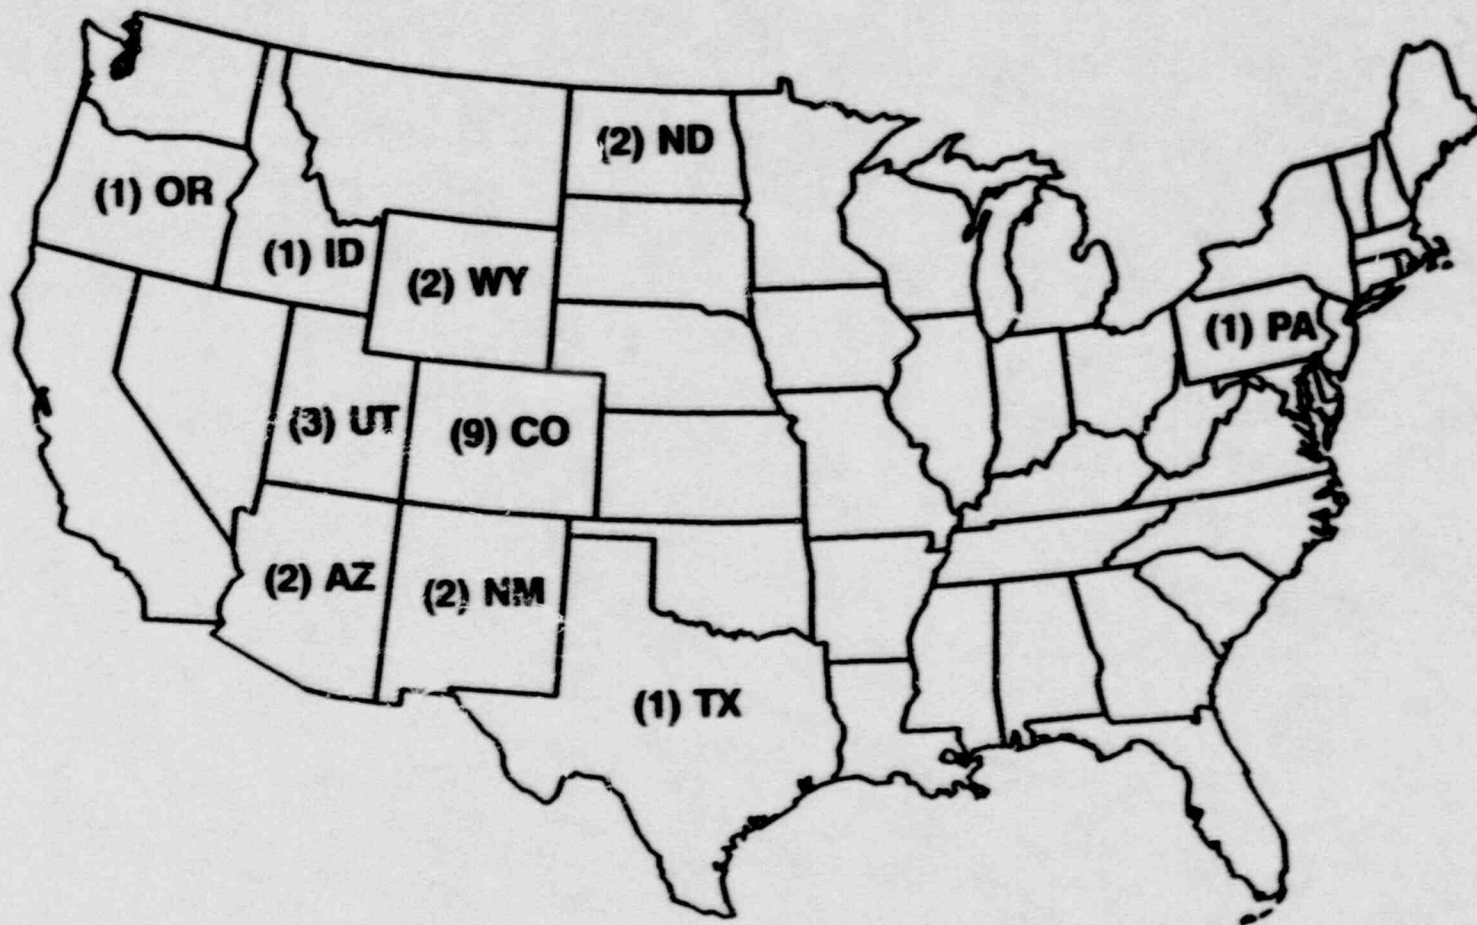 (2) ND
(1) OR
(1) ID
(2) WY
(1) PA
(3) UT
(9) CO
(2) AZ
(2) NM
(1) TX